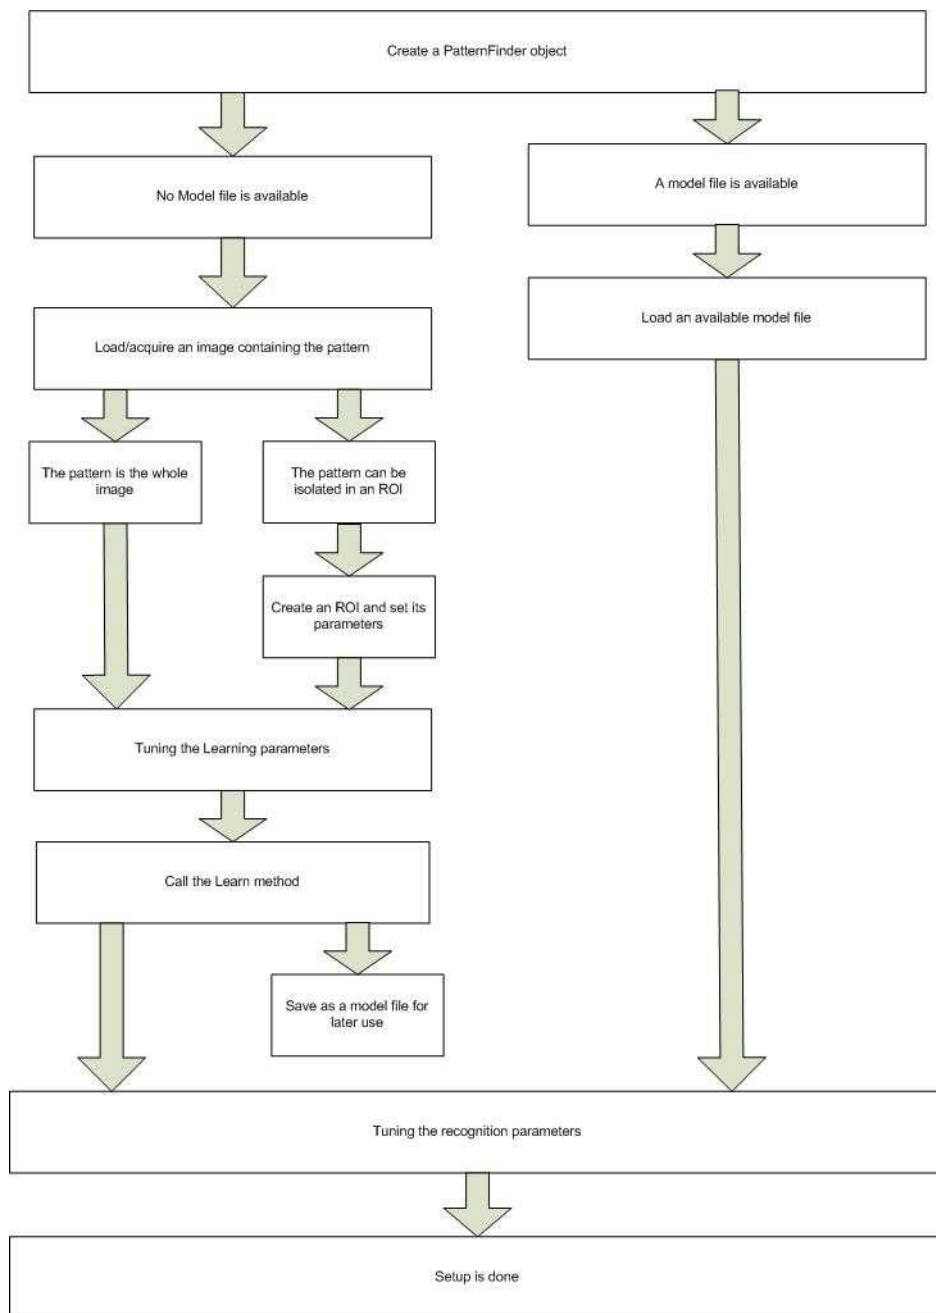 Create a PatternFinder object
No Model file is available
A model file is available
Load/acquire an image containing the pattern
Load an available model file
The pattern is the whole
image
The pattern can be
isolated in an ROI
Create an ROI and set its
parameters
Tuning the Learning parameters
Call the Learn method
Save as a model file for
later use
Tuning the recognition parameters
Setup is done